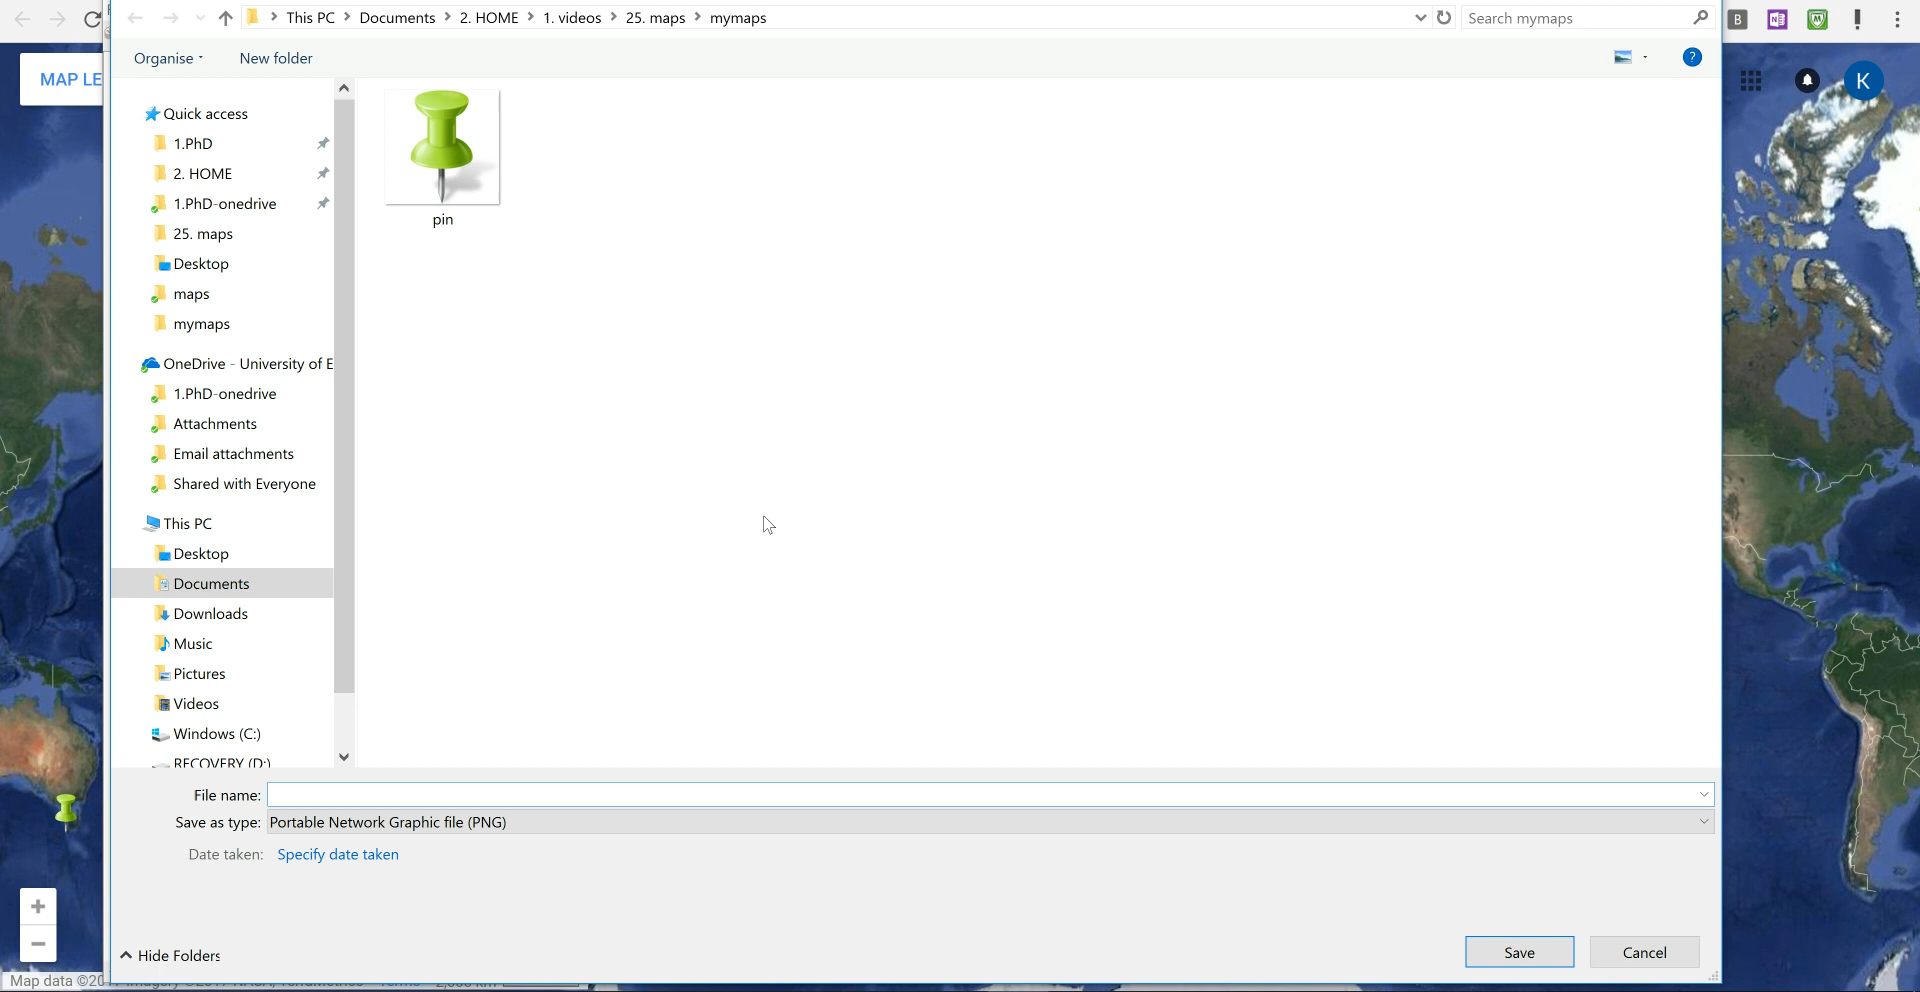 This PC > Documents > 2. HOME > 1. videos > 25. maps > mymaps
Search mymaps
B
N
M
Organise
New folder
?
MAP LE
K
Quick access
1.PhD
2. HOME
1.PhD-onedrive
25. maps
Desktop
maps
mymaps
pin
OneDrive - University of E
1.PhD-onedrive
Attachments
Email attachments
Shared with Everyone
This PC
Desktop
Documents
Downloads
Music
Pictures
Videos
Windows (C:)
RECOVERY (D:)
File name:
Save as type: Portable Network Graphic file (PNG)
Date taken: Specify date taken
Hide Folders
Save
Cancel
Map data ©20